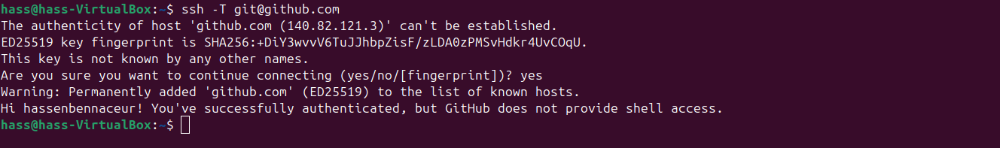 hass@hass-VirtualBox:~$ ssh -T git@github.com
The authenticity of host 'github.com (140.82.121.3)' can't be established.
ED25519 key fingerprint is SHA256:+DiY3wvvV6TuJJhbpZisF/zLDA0zPMSvHdkr4UvCOqU.
This key is not known by any other names.
Are you sure you want to continue connecting (yes/no/[fingerprint])? yes
Warning: Permanently added 'github.com' (ED25519) to the list of known hosts.
Hi hassenbennaceur! You've successfully authenticated, but GitHub does not provide shell access.
hass@hass-VirtualBox:~$